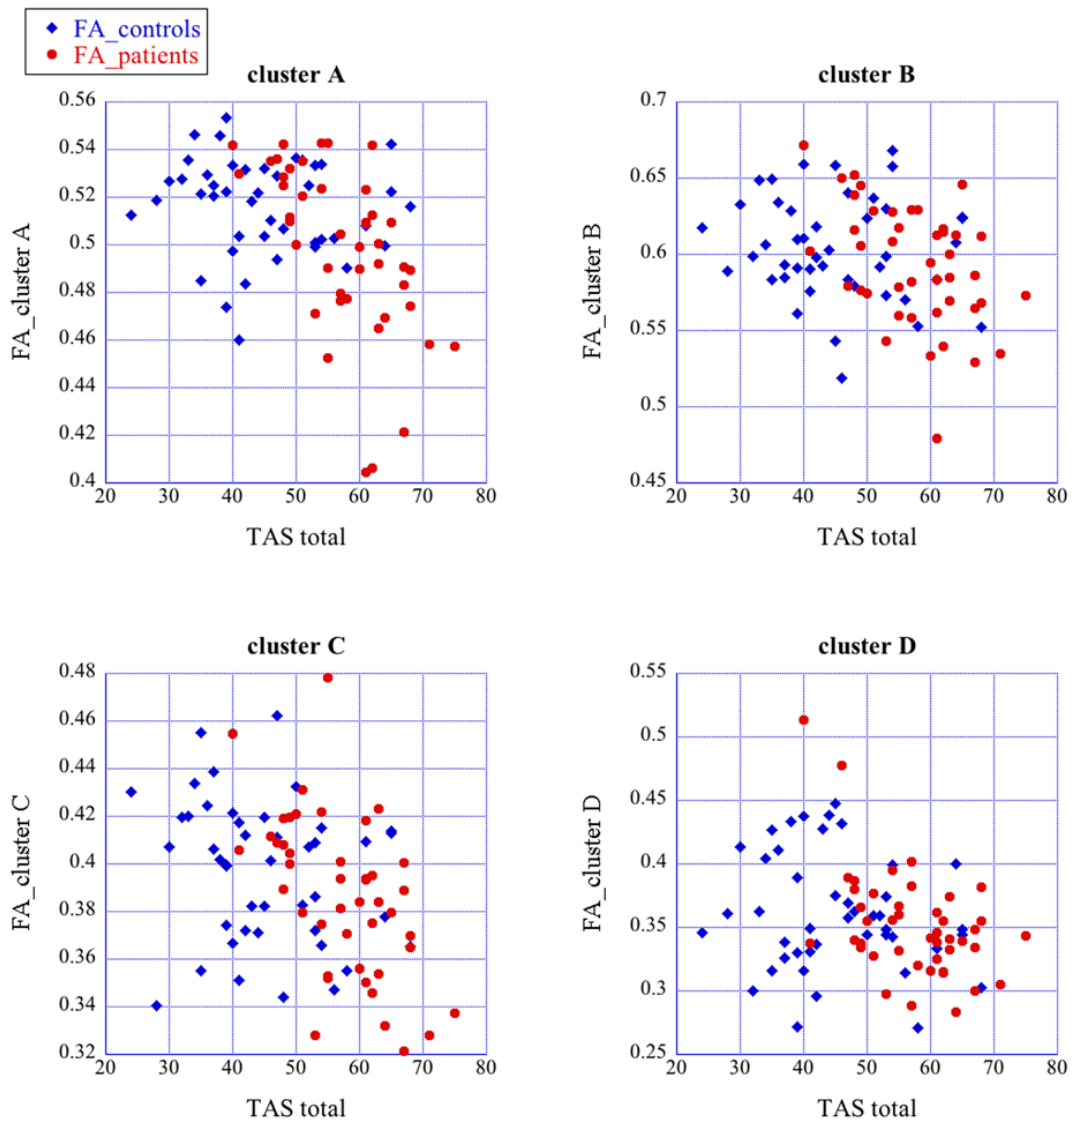 FA_controls
FA_patients
cluster A
0.56
0.54
0.52
0.5
0.48
0.46
0.44
0.42
0.4
FA_cluster A
20 30 40 50 60 70 80
TAS total
cluster B
0.7
0.65
0.6
0.55
0.5
0.45
FA_cluster B
20 30 40 50 60 70 80
TAS total
cluster C
0.48
0.46
0.44
0.42
0.4
0.38
0.36
0.34
0.32
FA_cluster C
20 30 40 50 60 70 80
TAS total
cluster D
0.55
0.5
0.45
0.4
0.35
0.3
0.25
FA_cluster D
20 30 40 50 60 70 80
TAS total